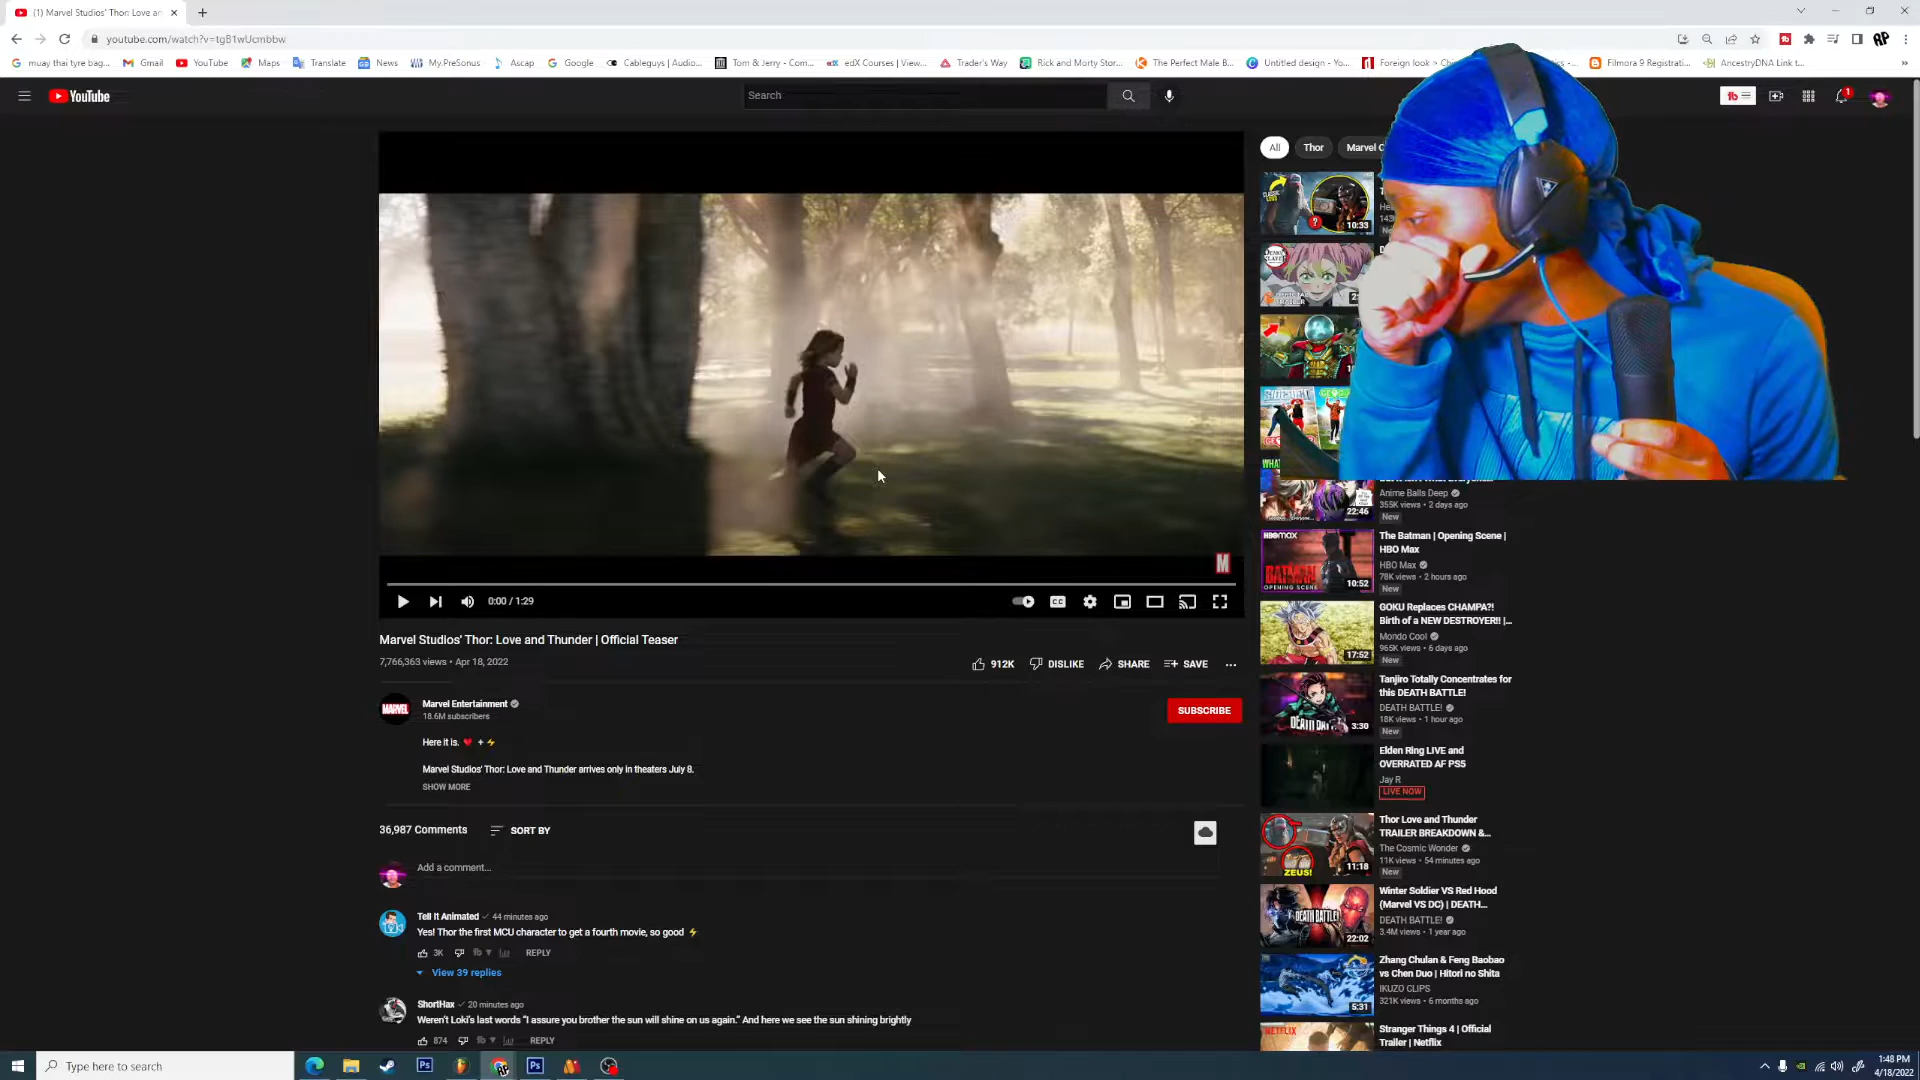 (1) Marvel Studios' Thor: Love an
youtube.com/watch?v=tgB1wUcmbbw
muay thai tyre bag...
Gmail
YouTube
Maps
Translate
News
My.PreSonus
Ascap
Google
Cableguys | Audio...
Tom & Jerry - Com...
edX Courses | View...
Trader's Way
Rick and Morty Stor...
The Perfect Male B...
Untitled design - Yo...
Foreign look > Ch
Filmora 9 Registrati...
AncestryDNA Link t...
YouTube
Search
1
All
Thor
Marvel C
10:33
DEMON SLAYER
Marvel Studios' Thor: Love and Thunder | Official Teaser
0:00 / 1:29
CC
M
7,766,363 views • Apr 18, 2022
912K
DISLIKE
SHARE
SAVE
MARVEL
Marvel Entertainment
18.6M subscribers
SUBSCRIBE
Here it is. ❤ + ⚡
Marvel Studios' Thor: Love and Thunder arrives only in theaters July 8.
SHOW MORE
36,987 Comments
SORT BY
Add a comment...
Tell It Animated
44 minutes ago
Yes! Thor the first MCU character to get a fourth movie, so good ⚡
3K
REPLY
View 39 replies
ShortHax
20 minutes ago
Weren't Loki's last words "I assure you brother the sun will shine on us again." And here we see the sun shining brightly
874
REPLY
Anime Balls Deep
355K views • 2 days ago
New
22:46
HBOMAX
BATMAN
OPENING SCENE
10:52
The Batman | Opening Scene |
HBO Max
HBO Max
78K views • 2 hours ago
New
GOKU Replaces CHAMPA?!
Birth of a NEW DESTROYER!! |...
Mondo Cool
965K views • 6 days ago
New
17:52
Tanjiro Totally Concentrates for
this DEATH BATTLE!
DEATH BATTLE!
18K views • 1 hour ago
New
3:30
Elden Ring LIVE and
OVERRATED AF PS5
Jay R
LIVE NOW
Thor Love and Thunder
TRAILER BREAKDOWN &...
The Cosmic Wonder
11K views • 54 minutes ago
New
ZEUS!
11:18
Winter Soldier VS Red Hood
(Marvel VS DC) | DEATH...
DEATH BATTLE!
3.4M views • 1 year ago
DEATH BATTLE!
22:02
Zhang Chulan & Feng Baobao
vs Chen Duo | Hitori no Shita
IKUZO CLIPS
321K views • 6 months ago
5:31
Stranger Things 4 | Official
Trailer | Netflix
NETFLIX
Type here to search
1:48 PM
4/18/2022